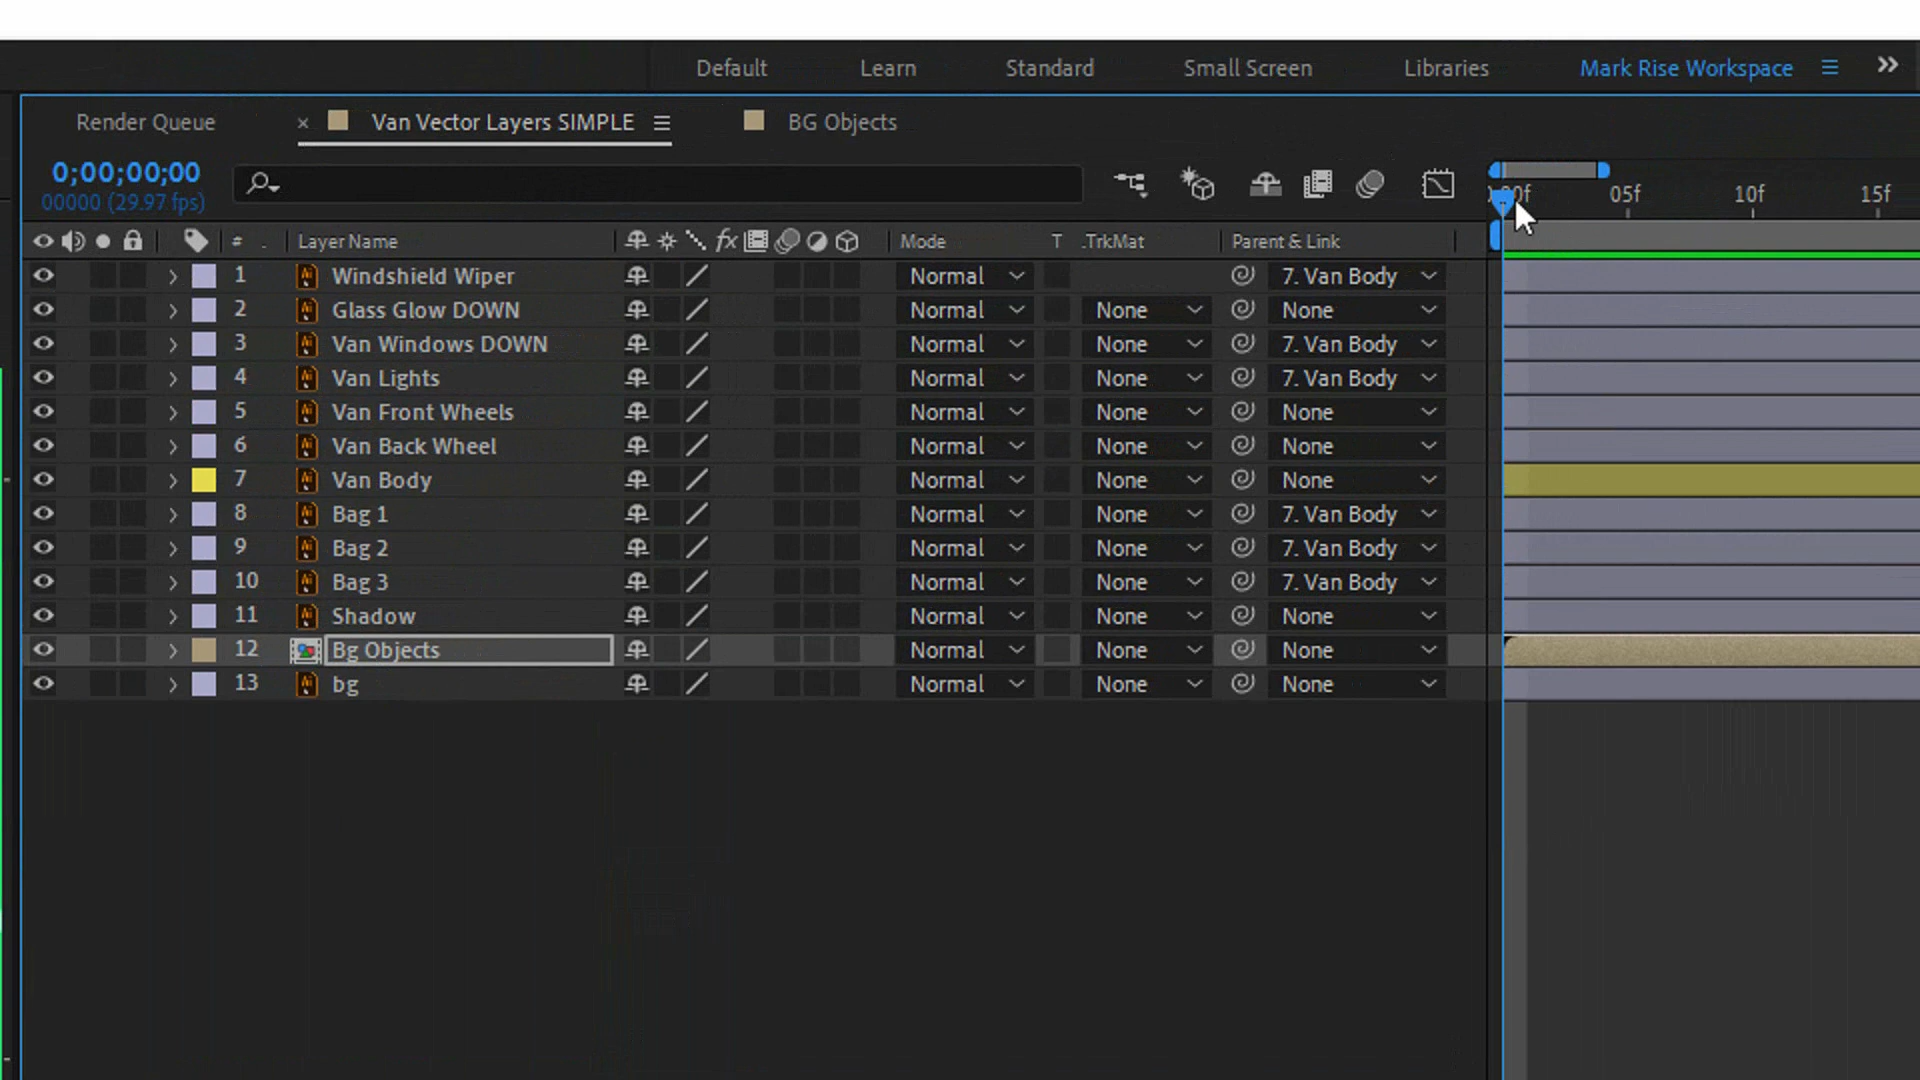 Default Learn Standard Small Screen Libraries Mark Rise Workspace
Render Queue × Van Vector Layers SIMPLE BG Objects
0;00;00;00
00000 (29.97 fps)
05f 10f 15f
# Layer Name fx Mode T .TrkMat Parent & Link
1 Windshield Wiper Normal 7. Van Body
2 Glass Glow DOWN Normal None None
3 Van Windows DOWN Normal None 7. Van Body
4 Van Lights Normal None 7. Van Body
5 Van Front Wheels Normal None None
6 Van Back Wheel Normal None None
7 Van Body Normal None None
8 Bag 1 Normal None 7. Van Body
9 Bag 2 Normal None 7. Van Body
10 Bag 3 Normal None 7. Van Body
11 Shadow Normal None None
12 Bg Objects Normal None None
13 bg Normal None None